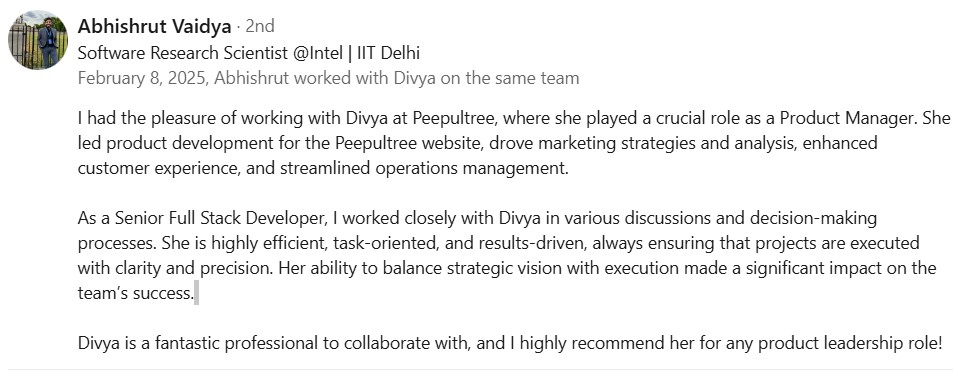 Abhishrut Vaidya · 2nd
Software Research Scientist @Intel | IIT Delhi
February 8, 2025, Abhishrut worked with Divya on the same team
I had the pleasure of working with Divya at Peepultree, where she played a crucial role as a Product Manager. She
led product development for the Peepultree website, drove marketing strategies and analysis, enhanced
customer experience, and streamlined operations management.
As a Senior Full Stack Developer, I worked closely with Divya in various discussions and decision-making
processes. She is highly efficient, task-oriented, and results-driven, always ensuring that projects are executed
with clarity and precision. Her ability to balance strategic vision with execution made a significant impact on the
team’s success.
Divya is a fantastic professional to collaborate with, and I highly recommend her for any product leadership role!